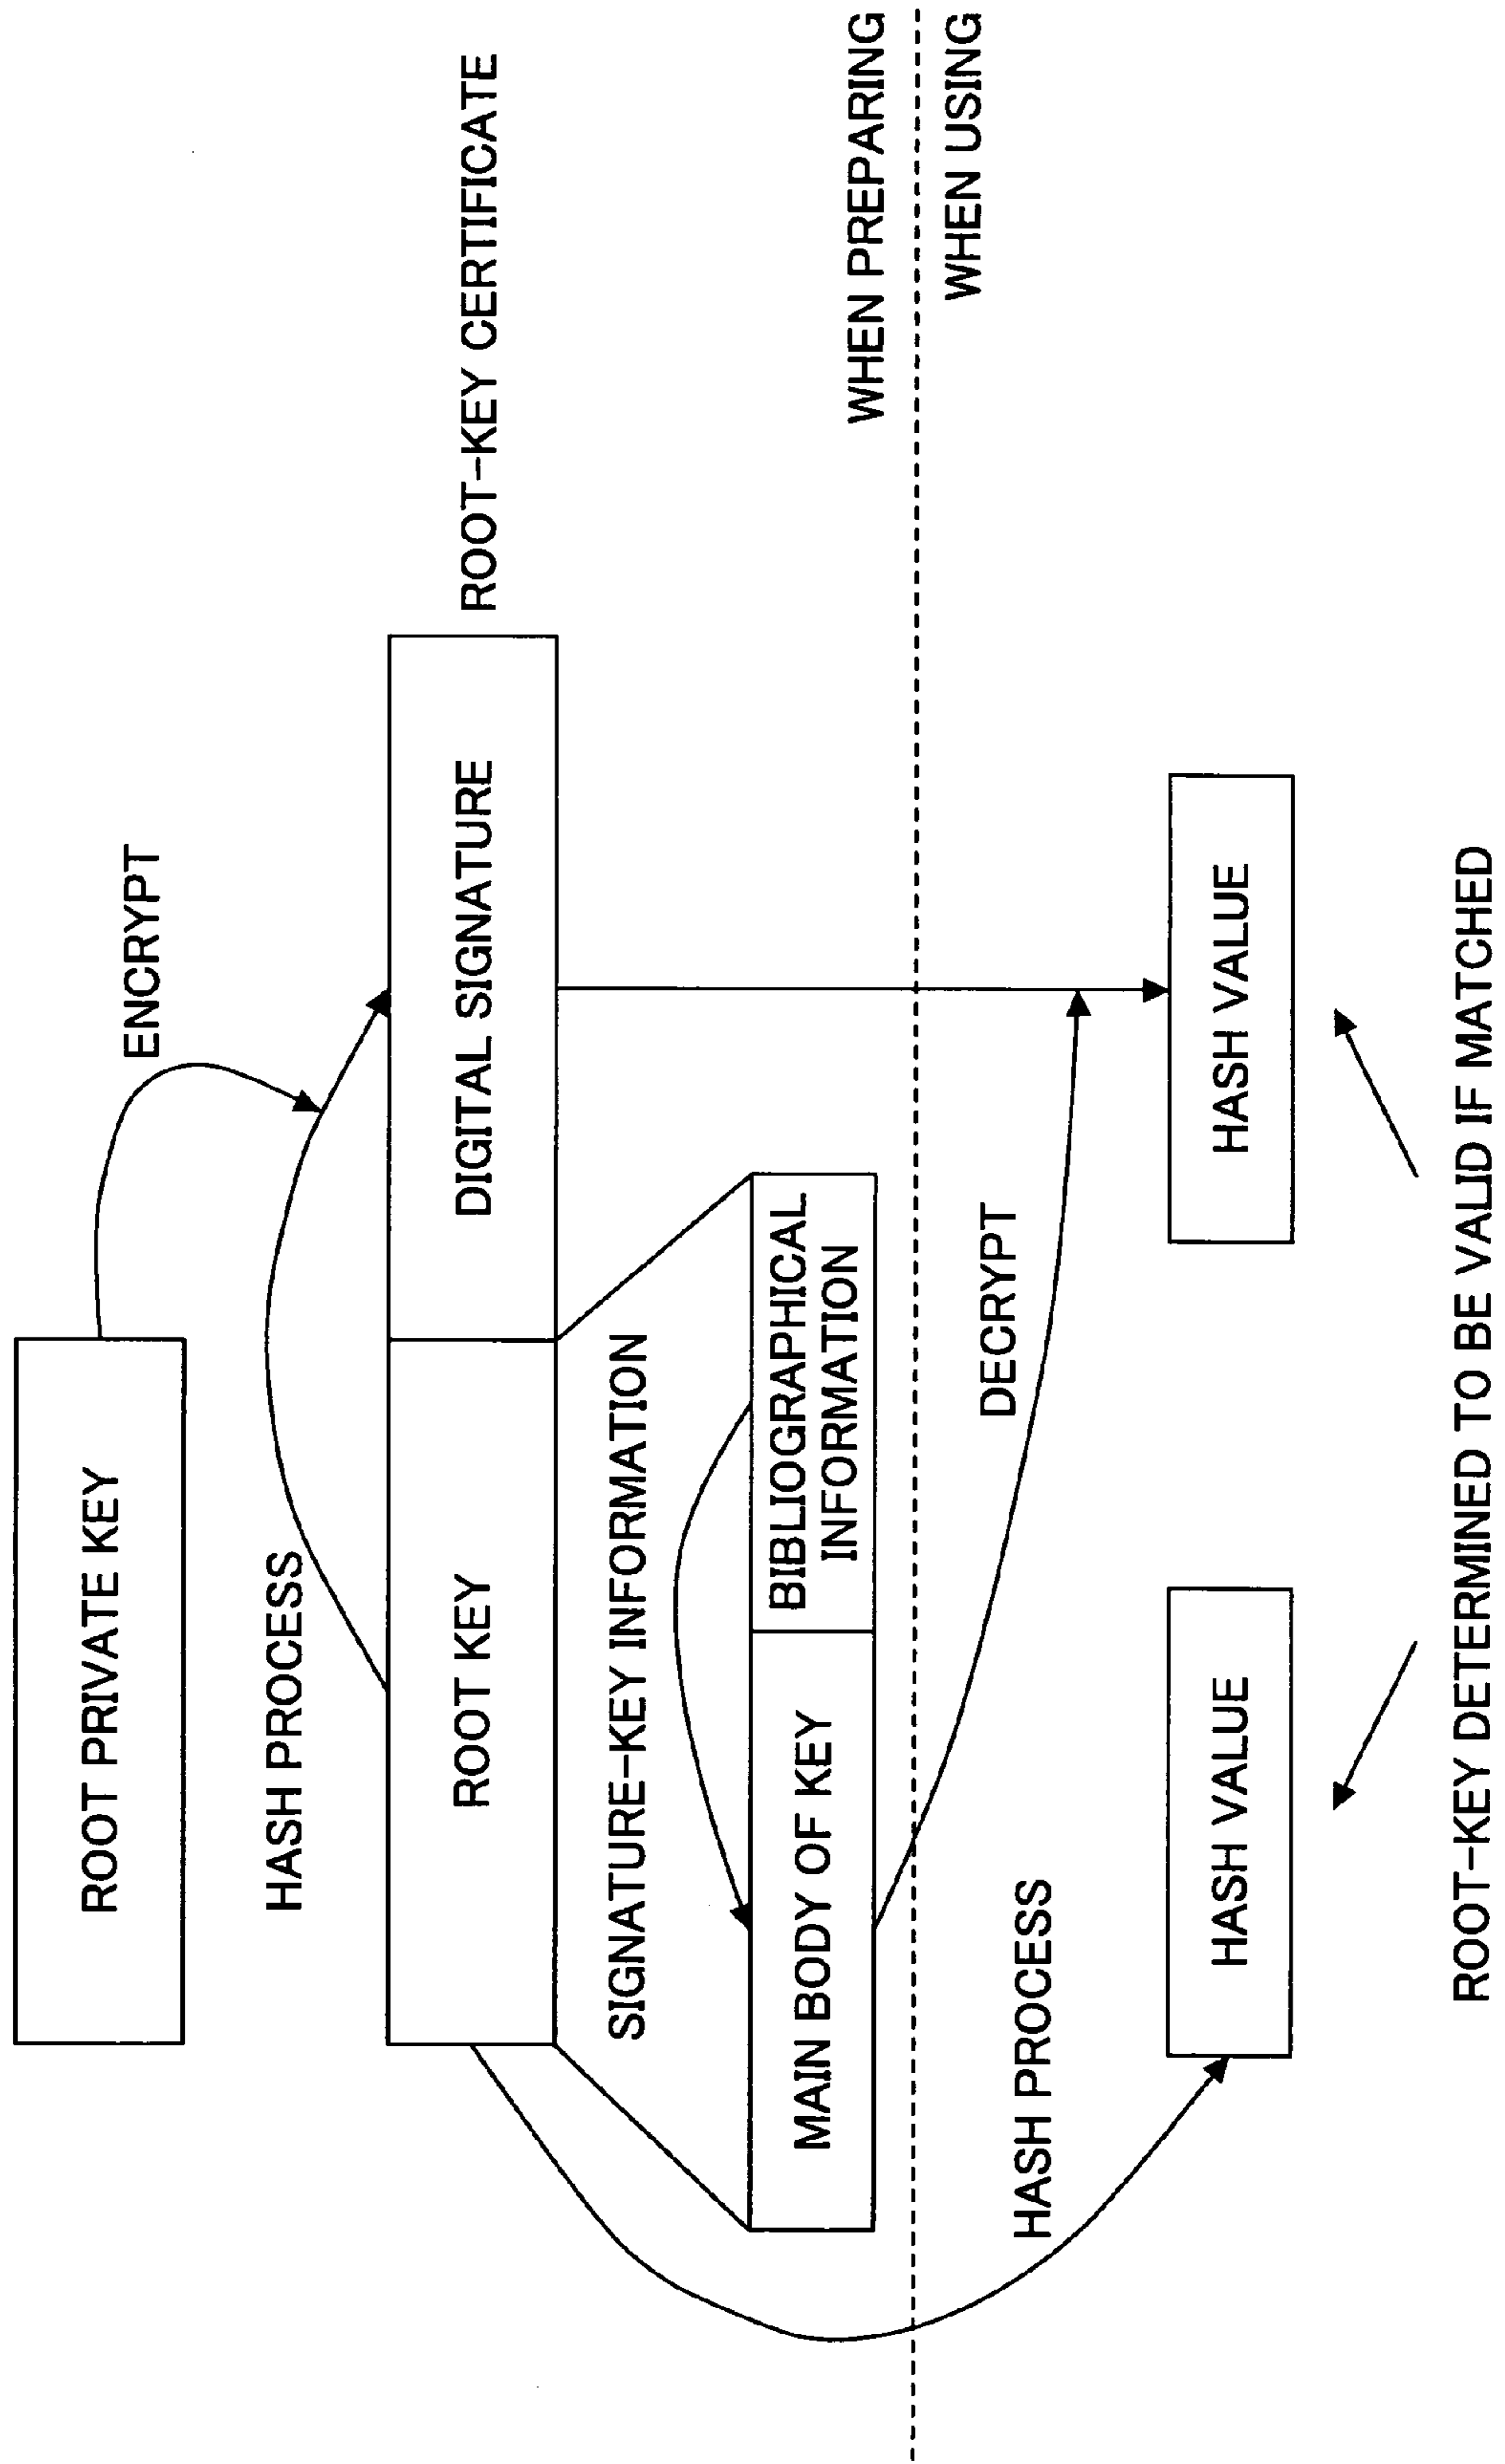 ROOT PRIVATE KEY
ENCRYPT
HASH PROCESS
ROOT KEY
DIGITAL SIGNATURE
ROOT-KEY CERTIFICATE
SIGNATURE-KEY INFORMATION
MAIN BODY OF KEY
BIBLIOGRAPHICAL
INFORMATION
WHEN PREPARING
WHEN USING
DECRYPT
HASH PROCESS
HASH VALUE
HASH VALUE
ROOT-KEY DETERMINED TO BE VALID IF MATCHED